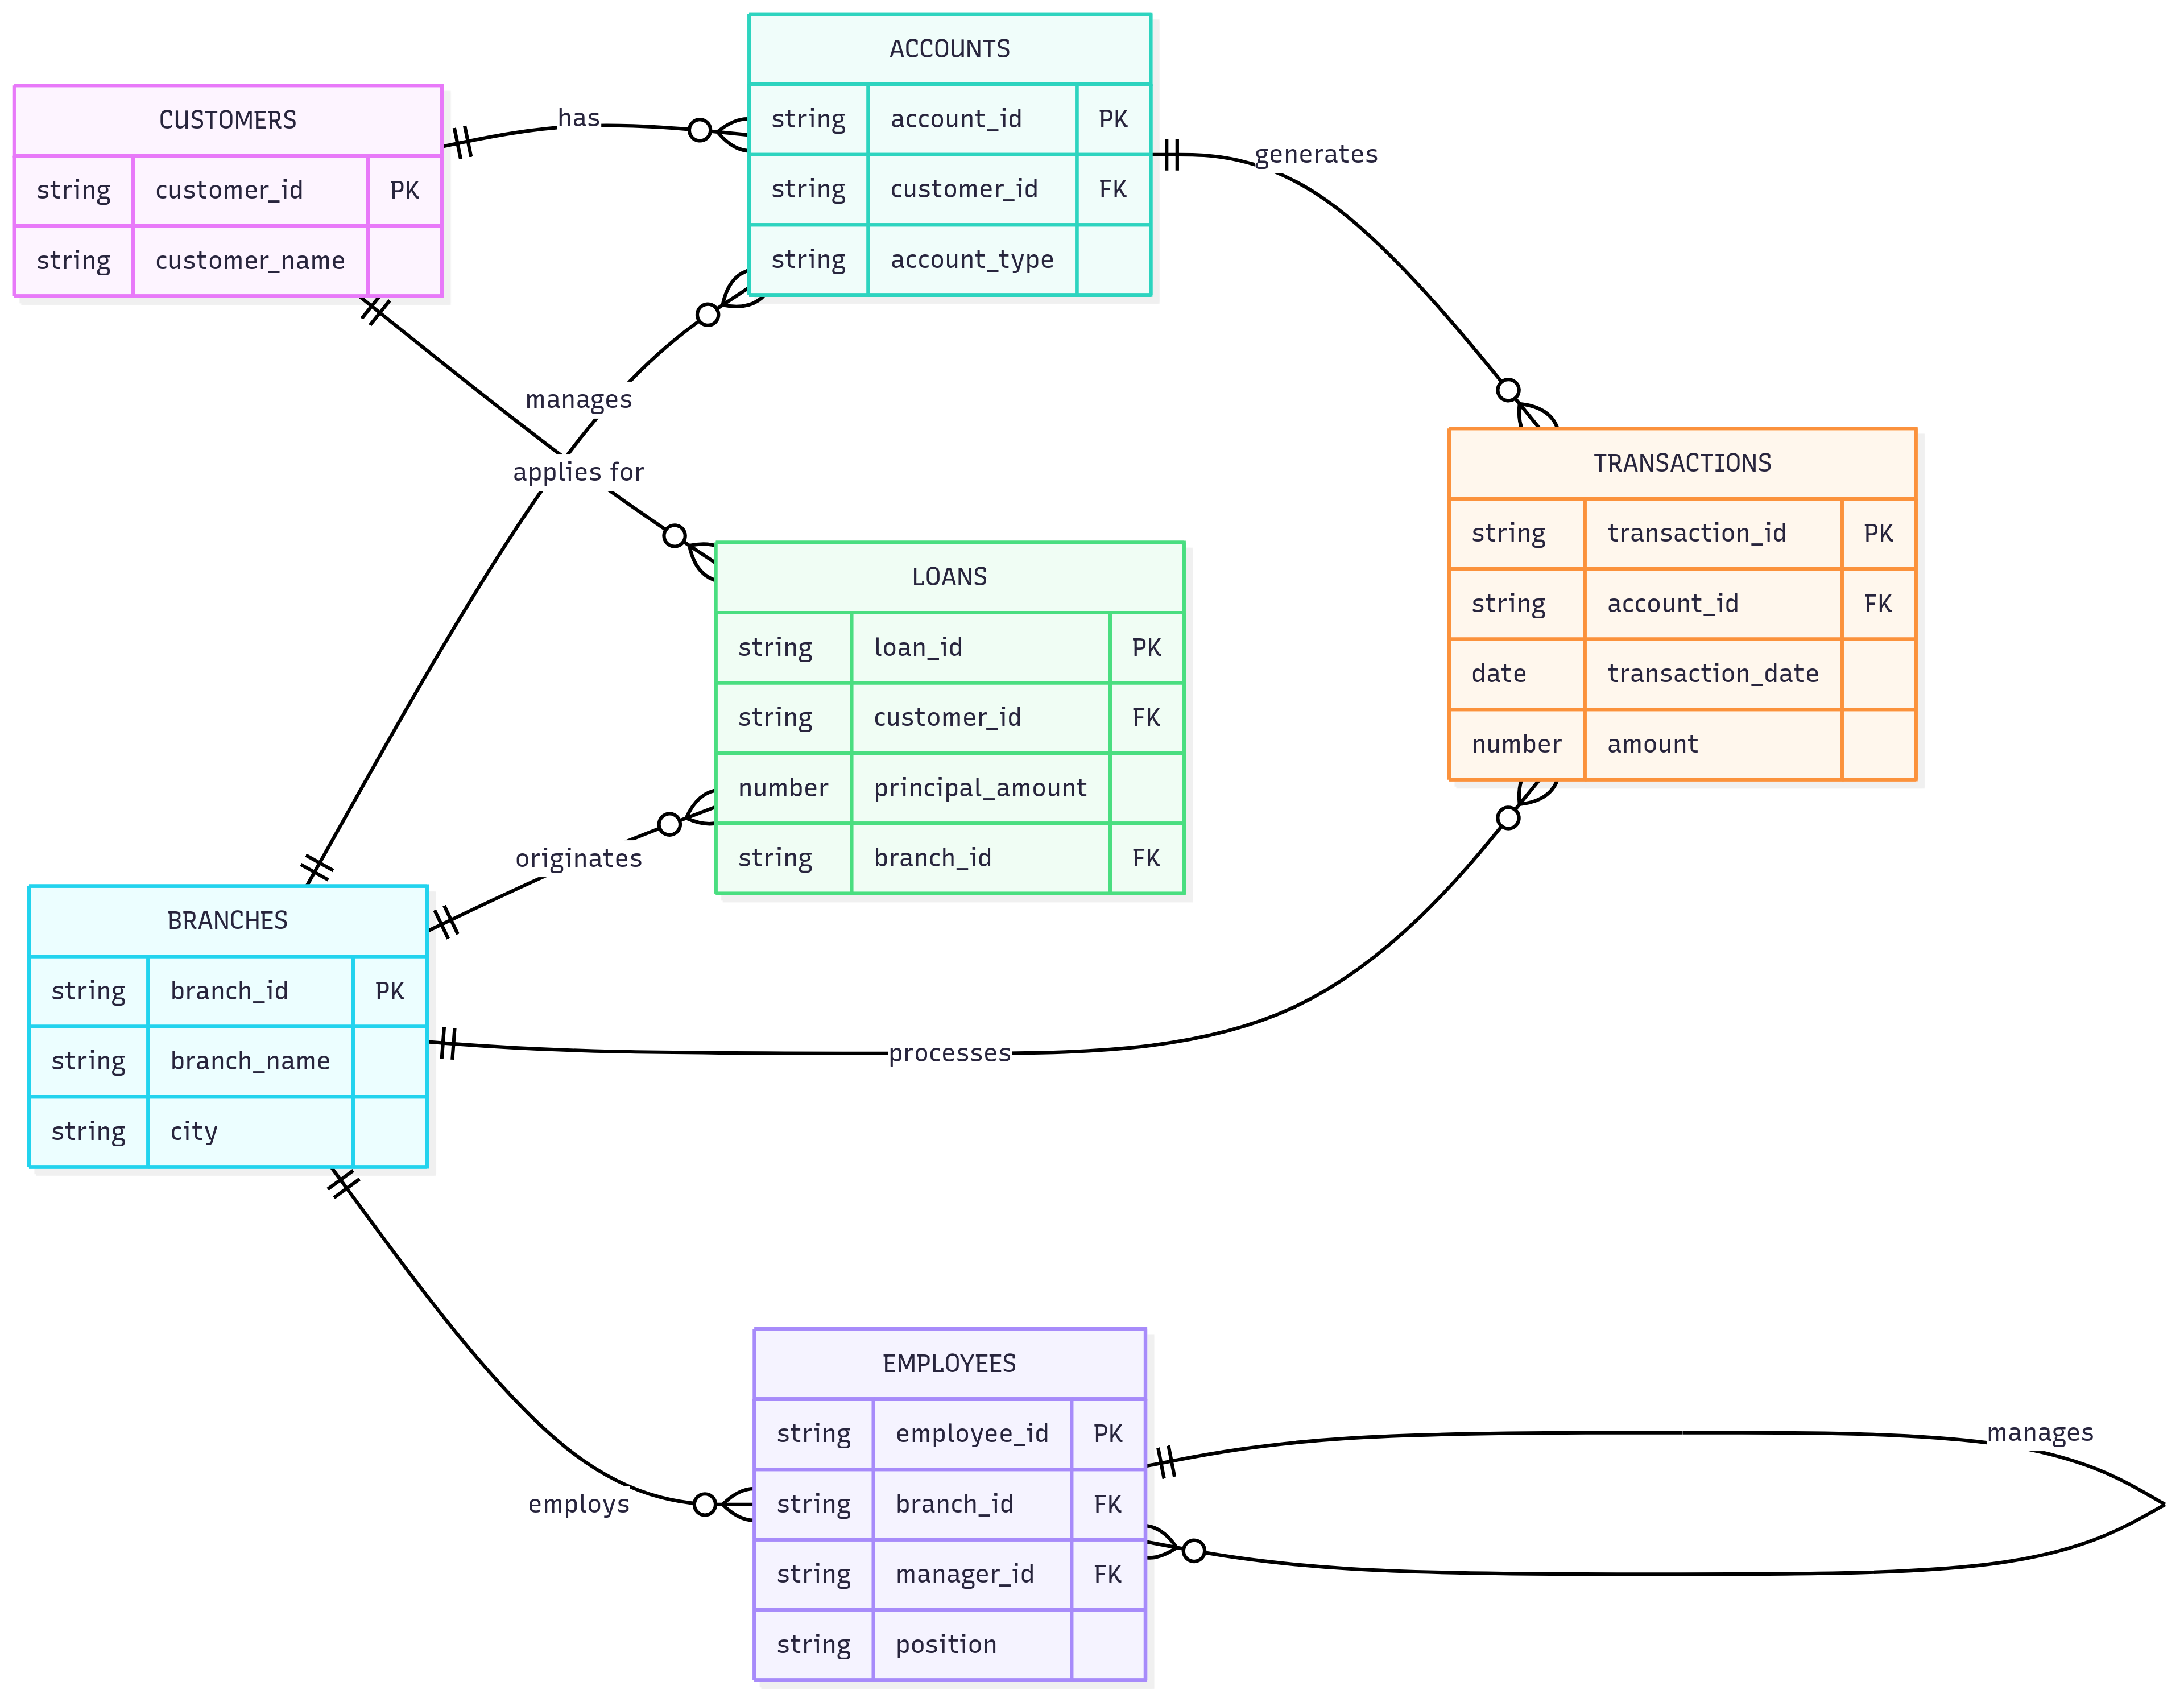 CUSTOMERS
string customer_id PK
string customer_name
has
ACCOUNTS
string account_id PK
string customer_id FK
string account_type
generates
manages
applies for
TRANSACTIONS
string transaction_id PK
string account_id FK
date transaction_date
number amount
LOANS
string loan_id PK
string customer_id FK
number principal_amount
string branch_id FK
originates
BRANCHES
string branch_id PK
string branch_name
string city
processes
employs
EMPLOYEES
string employee_id PK
string branch_id FK
string manager_id FK
string position
manages